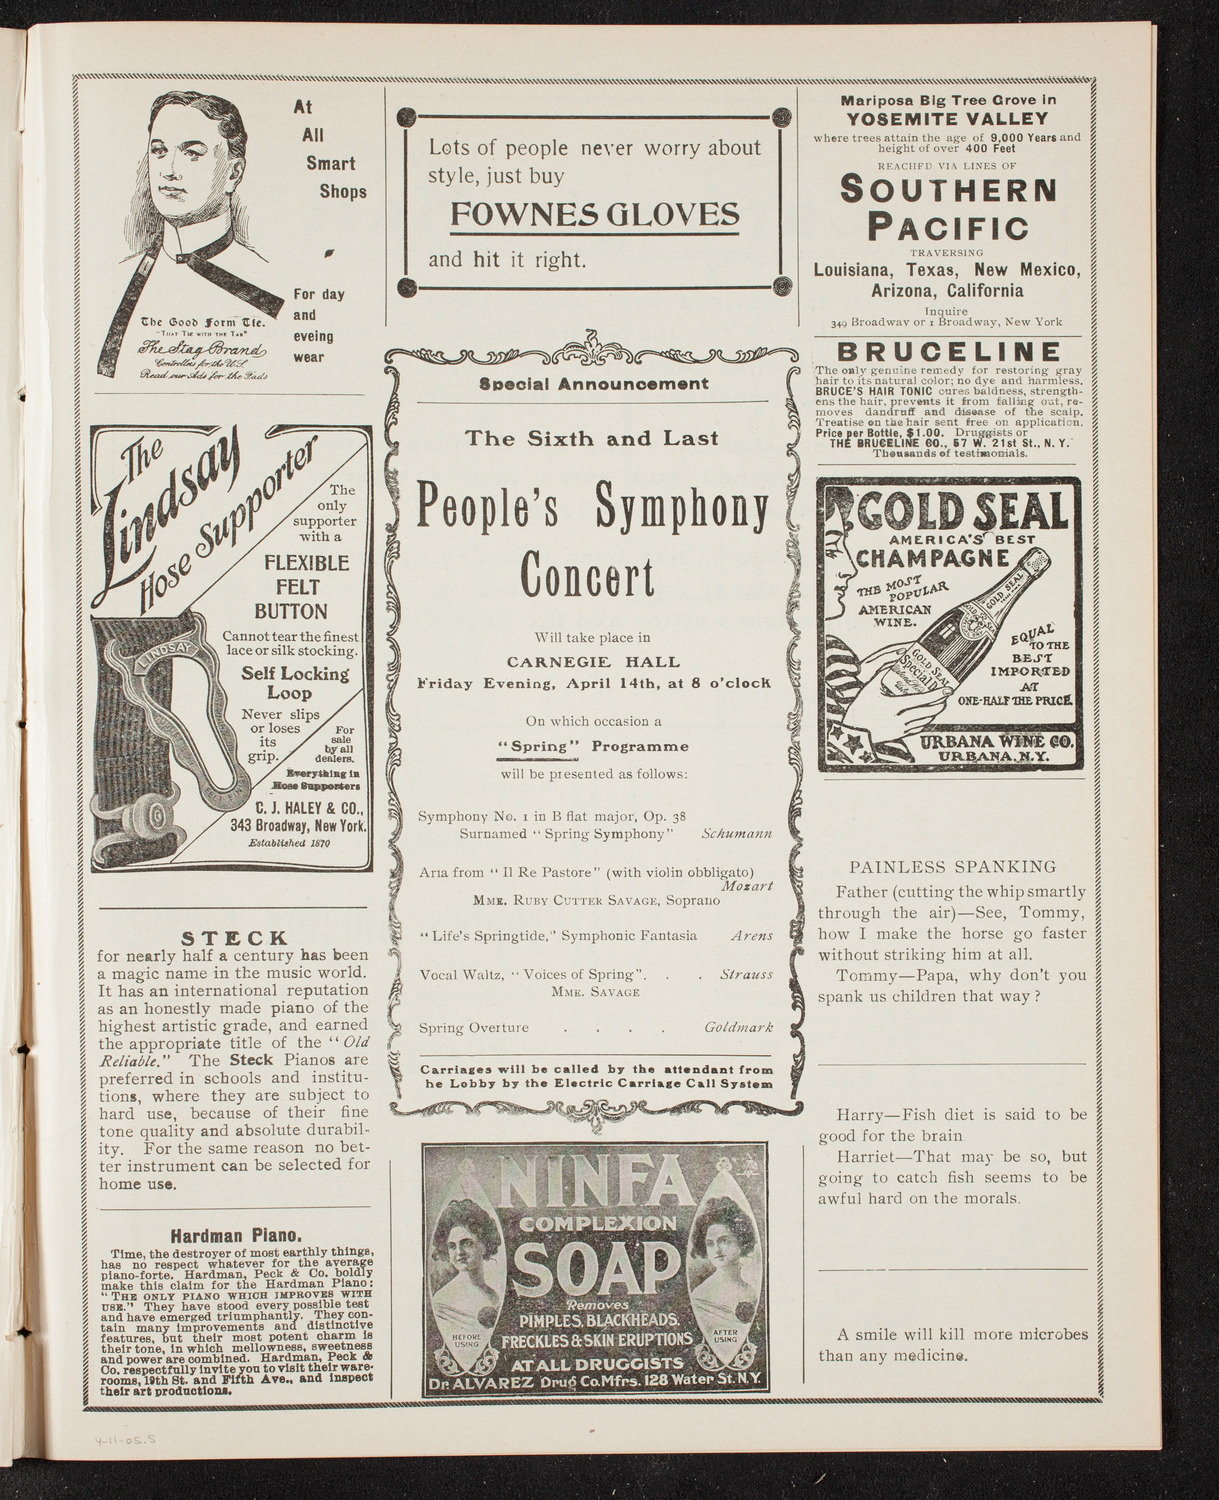 At
All
Smart
Shops
For day
and
eveing
wear
The Good Form Tie.
"That Tie with the Tab"
The Stag Brand
Controllers for the U.S.
Read our Ads for the Fads
The
Lindsay
Hose Supporter
The
only
supporter
with a
FLEXIBLE
FELT
BUTTON
Cannot tear the finest
lace or silk stocking.
Self Locking
Loop
Never slips
or loses
its
grip.
For
sale
by all
dealers.
Everything in
Hose Supporters
C. J. HALEY & CO.,
343 Broadway, New York.
Established 1870
LINDSAY
STECK
for nearly half a century has been
a magic name in the music world.
It has an international reputation
as an honestly made piano of the
highest artistic grade, and earned
the appropriate title of the "Old
Reliable." The Steck Pianos are
preferred in schools and institu-
tions, where they are subject to
hard use, because of their fine
tone quality and absolute durabil-
ity. For the same reason no bet-
ter instrument can be selected for
home use.
Hardman Piano.
Time, the destroyer of most earthly things,
has no respect whatever for the average
piano-forte. Hardman, Peck & Co. boldly
make this claim for the Hardman Piano:
"THE ONLY PIANO WHICH IMPROVES WITH
USE." They have stood every possible test
and have emerged triumphantly. They con-
tain many improvements and distinctive
features, but their most potent charm is
their tone, in which mellowness, sweetness
and power are combined. Hardman, Peck &
Co. respectfully invite you to visit their ware-
rooms, 19th St. and Fifth Ave., and inspect
their art productions.
Lots of people never worry about
style, just buy
FOWNES GLOVES
and hit it right.
Special Announcement
The Sixth and Last
People's Symphony
Concert
Will take place in
CARNEGIE HALL
Friday Evening, April 14th, at 8 o'clock
On which occasion a
"Spring" Programme
will be presented as follows:
Symphony No. 1 in B flat major, Op. 38
Surnamed "Spring Symphony" Schumann
Aria from "Il Re Pastore" (with violin obbligato)
Mozart
MME. RUBY CUTTER SAVAGE, Soprano
"Life's Springtide," Symphonic Fantasia Arens
Vocal Waltz, "Voices of Spring". . . Strauss
MME. SAVAGE
Spring Overture . . . . Goldmark
Carriages will be called by the attendant from
he Lobby by the Electric Carriage Call System
NINFA
COMPLEXION
SOAP
Removes
PIMPLES, BLACKHEADS,
FRECKLES & SKIN ERUPTIONS
BEFORE
USING
AFTER
USING
AT ALL DRUGGISTS
Dr. ALVAREZ Drug Co. Mfrs. 128 Water St. N.Y.
Mariposa Big Tree Grove in
YOSEMITE VALLEY
where trees attain the age of 9,000 Years and
height of over 400 Feet
REACHED VIA LINES OF
SOUTHERN
PACIFIC
TRAVERSING
Louisiana, Texas, New Mexico,
Arizona, California
Inquire
349 Broadway or 1 Broadway, New York
BRUCELINE
The only genuine remedy for restoring gray
hair to its natural color; no dye and harmless.
BRUCE'S HAIR TONIC cures baldness, strength-
ens the hair, prevents it from falling out, re-
moves dandruff and disease of the scalp.
Treatise on the hair sent free on application.
Price per Bottle, $1.00. Druggists or
THE BRUCELINE CO., 57 W. 21st St., N. Y.
Thousands of testimonials.
GOLD SEAL
AMERICA'S BEST
CHAMPAGNE
THE MOST
POPULAR
AMERICAN
WINE.
GOLD SEAL
GOLD SEAL
Special Dry
EQUAL
TO THE
BEST
IMPORTED
AT
ONE-HALF THE PRICE
URBANA WINE CO.
URBANA, N.Y.
PAINLESS SPANKING
Father (cutting the whip smartly
through the air)—See, Tommy,
how I make the horse go faster
without striking him at all.
Tommy—Papa, why don't you
spank us children that way?
Harry—Fish diet is said to be
good for the brain
Harriet—That may be so, but
going to catch fish seems to be
awful hard on the morals.
A smile will kill more microbes
than any medicine.
4-11-05.S